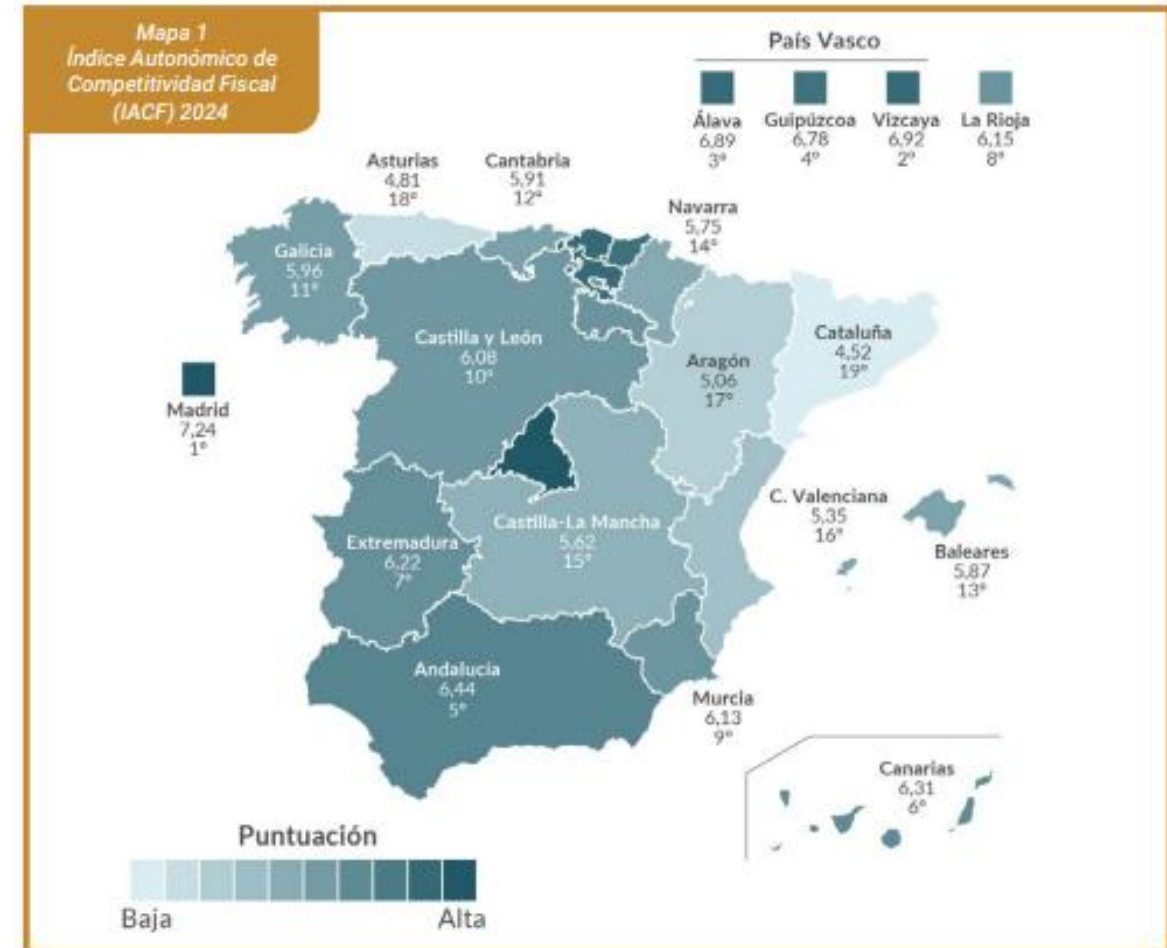 Mapa 1
Índice Autonómico de
Competitividad Fiscal
(IACF) 2024
País Vasco
Álava
6,89
3º
Guipúzcoa
6,78
4º
Vizcaya
6,92
2º
La Rioja
6,15
8º
Asturias
4,81
18º
Cantabria
5,91
12º
Navarra
5,75
14º
Galicia
5,96
11º
Castilla y León
6,08
10º
Aragón
5,06
17º
Cataluña
4,52
19º
Madrid
7,24
1º
C. Valenciana
5,35
16º
Castilla-La Mancha
5,62
15º
Baleares
5,87
13º
Extremadura
6,22
7º
Andalucía
6,44
5º
Murcia
6,13
9º
Canarias
6,31
6º
Puntuación
Baja
Alta